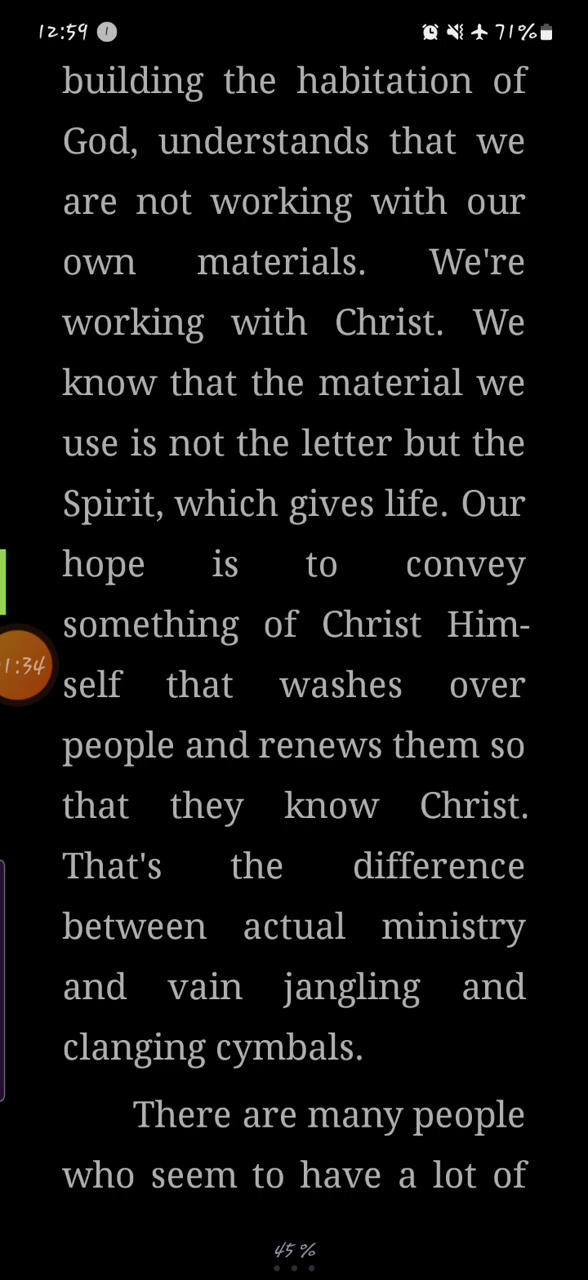 12:59 71%
building the habitation of
God, understands that we
are not working with our
own materials. We're
working with Christ. We
know that the material we
use is not the letter but the
Spirit, which gives life. Our
hope is to convey
something of Christ Him-
1:34
self that washes over
people and renews them so
that they know Christ.
That's the difference
between actual ministry
and vain jangling and
clanging cymbals.
There are many people
who seem to have a lot of
45%